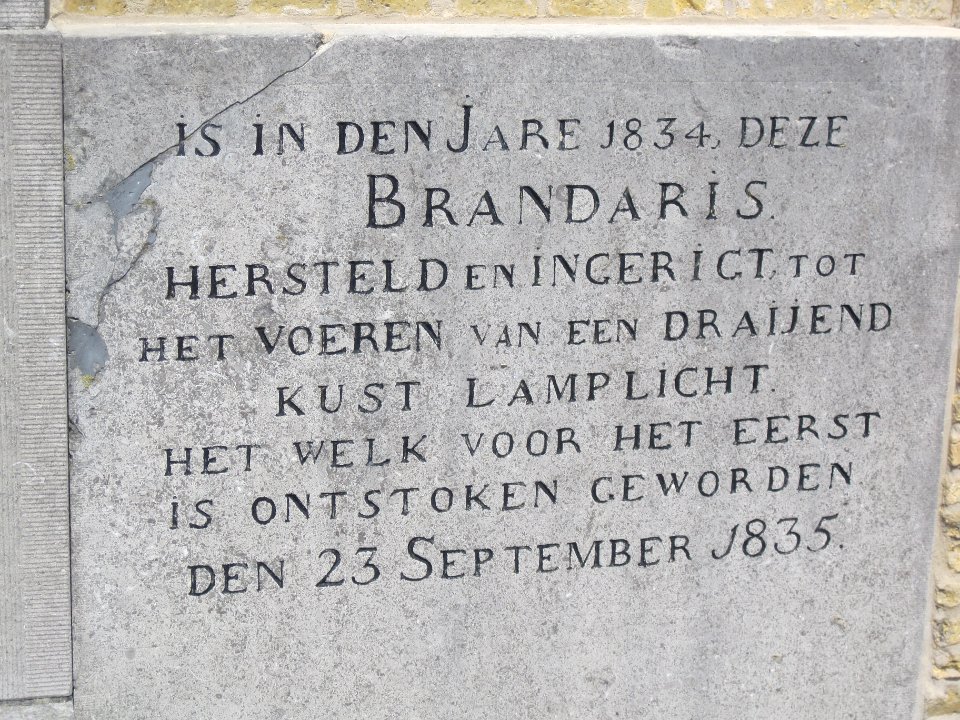 IS IN DEN JARE 1834, DEZE
BRANDARIS.
HERSTELD EN INGERICT, TOT
HET VOEREN VAN EEN DRAIJEND
KUST LAMPLICHT.
HET WELK VOOR HET EERST
IS ONTSTOKEN GEWORDEN
DEN 23 SEPTEMBER 1835.